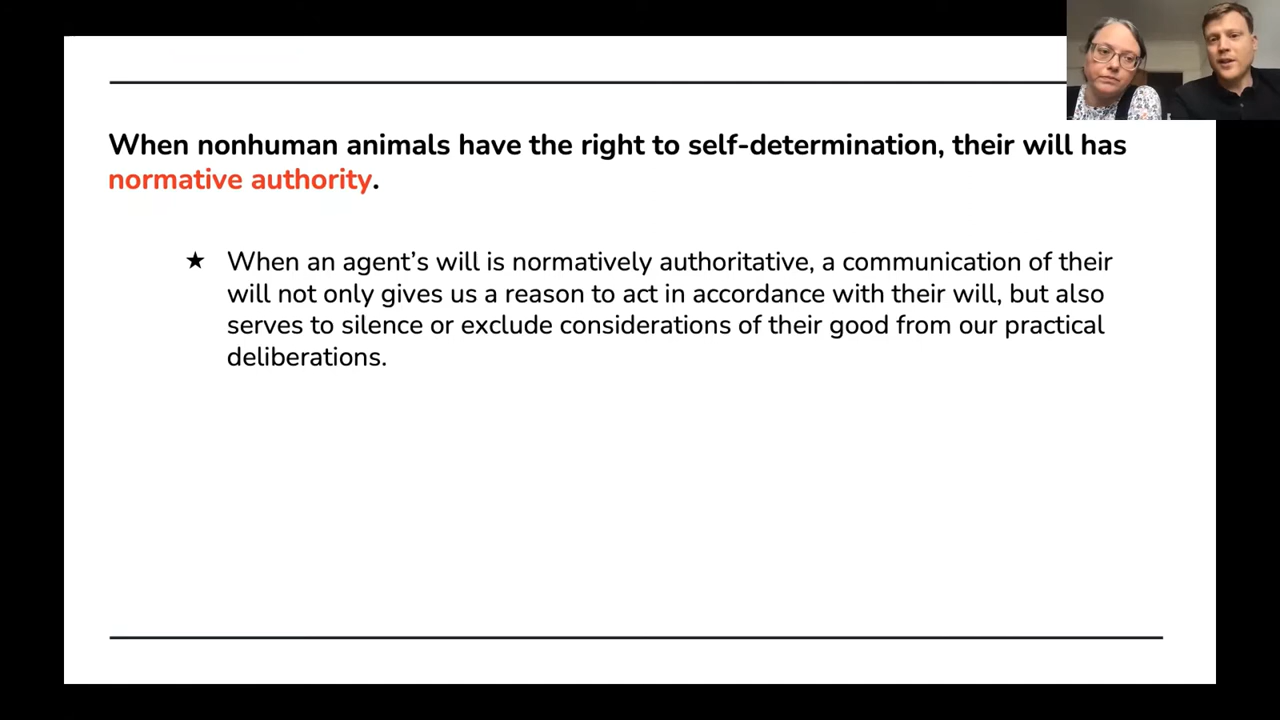 When nonhuman animals have the right to self-determination, their will has
normative authority.
★ When an agent’s will is normatively authoritative, a communication of their
will not only gives us a reason to act in accordance with their will, but also
serves to silence or exclude considerations of their good from our practical
deliberations.